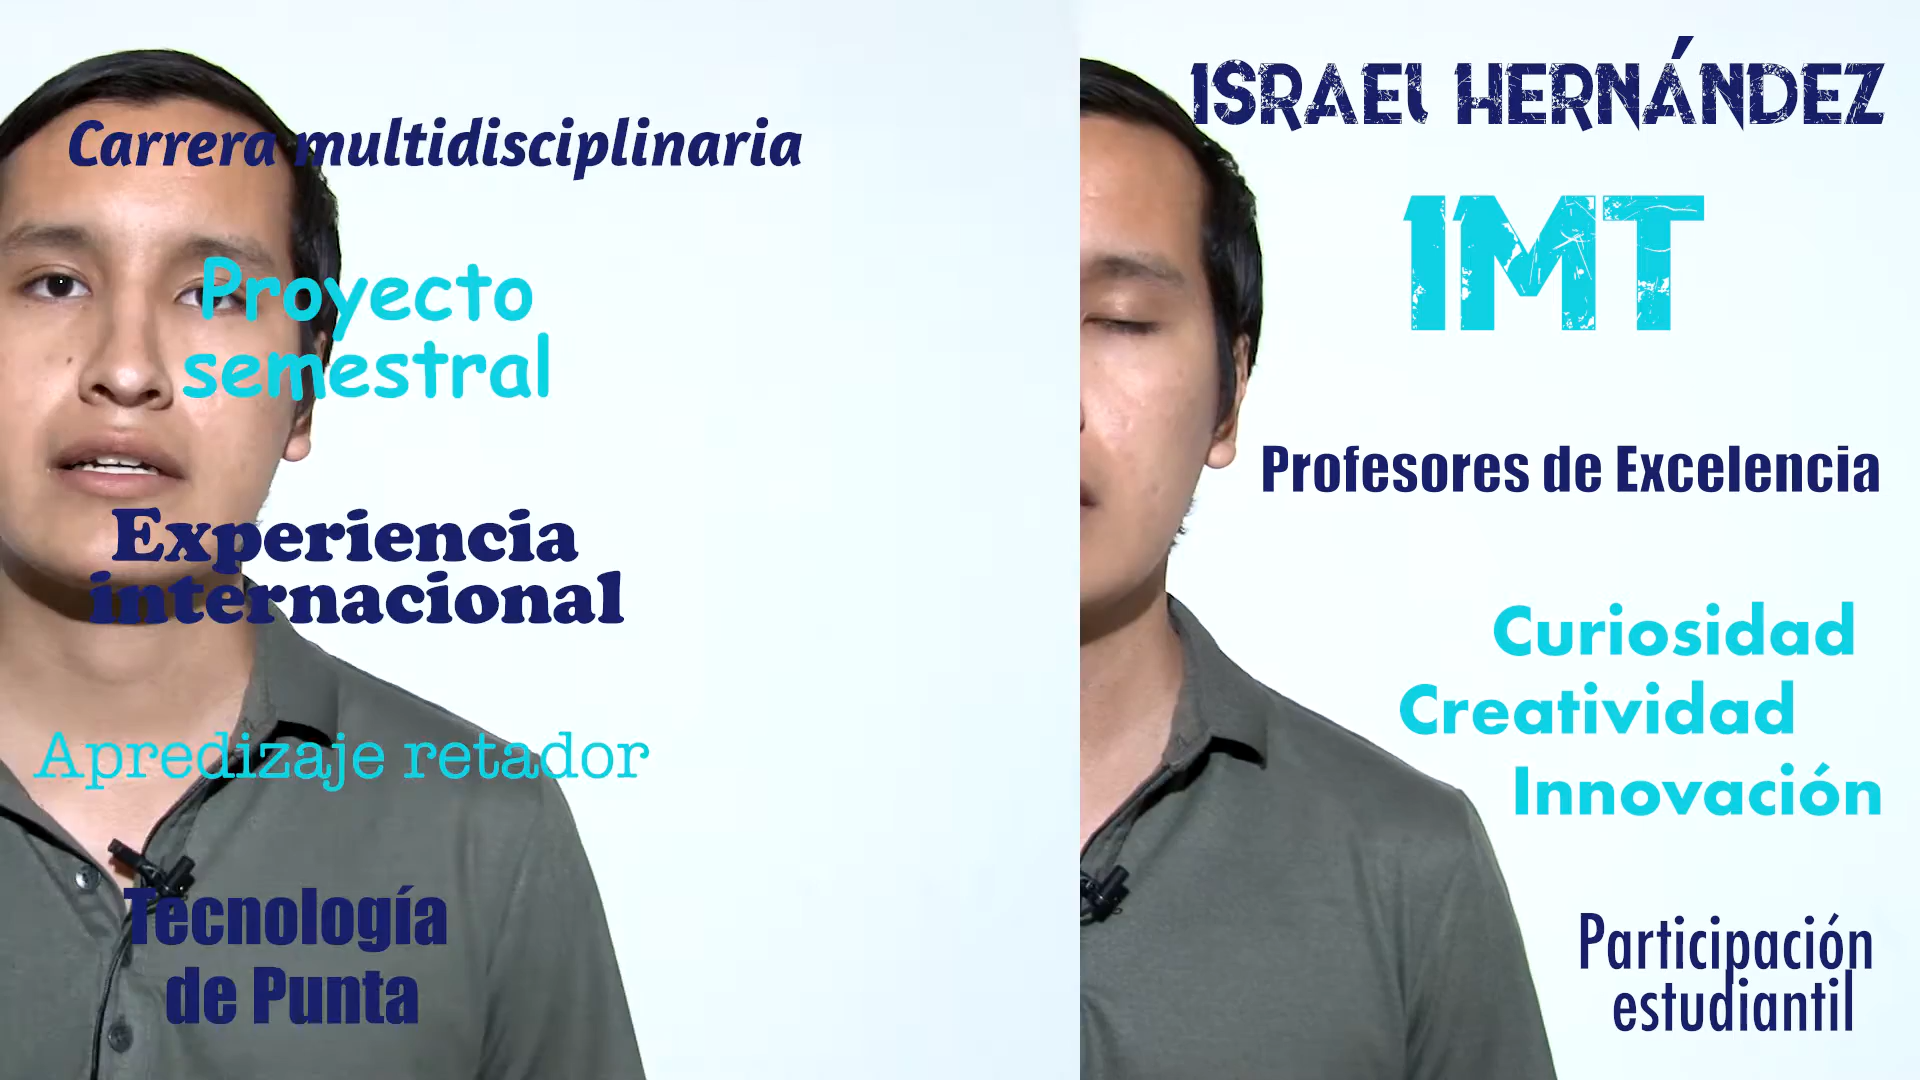 Carrera multidisciplinaria
Proyecto
semestral
Experiencia
internacional
Apredizaje retador
Tecnología
de Punta
ISRAEL HERNÁNDEZ
IMT
Profesores de Excelencia
Curiosidad
Creatividad
Innovación
Participación
estudiantil